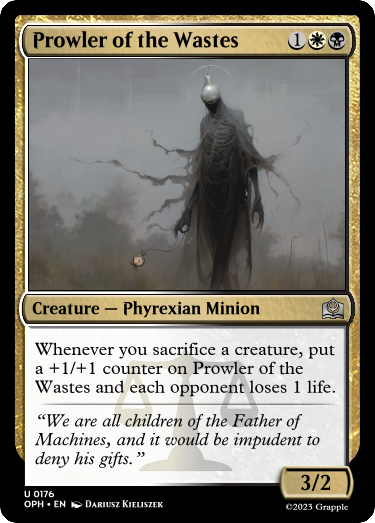 Prowler of the Wastes 1
Creature — Phyrexian Minion
Whenever you sacrifice a creature, put
a +1/+1 counter on Prowler of the
Wastes and each opponent loses 1 life.
“We are all children of the Father of
Machines, and it would be impudent to
deny his gifts.”
3/2
U 0176
OPH • EN DARIUSZ KIELISZEK
©2023 Grapple